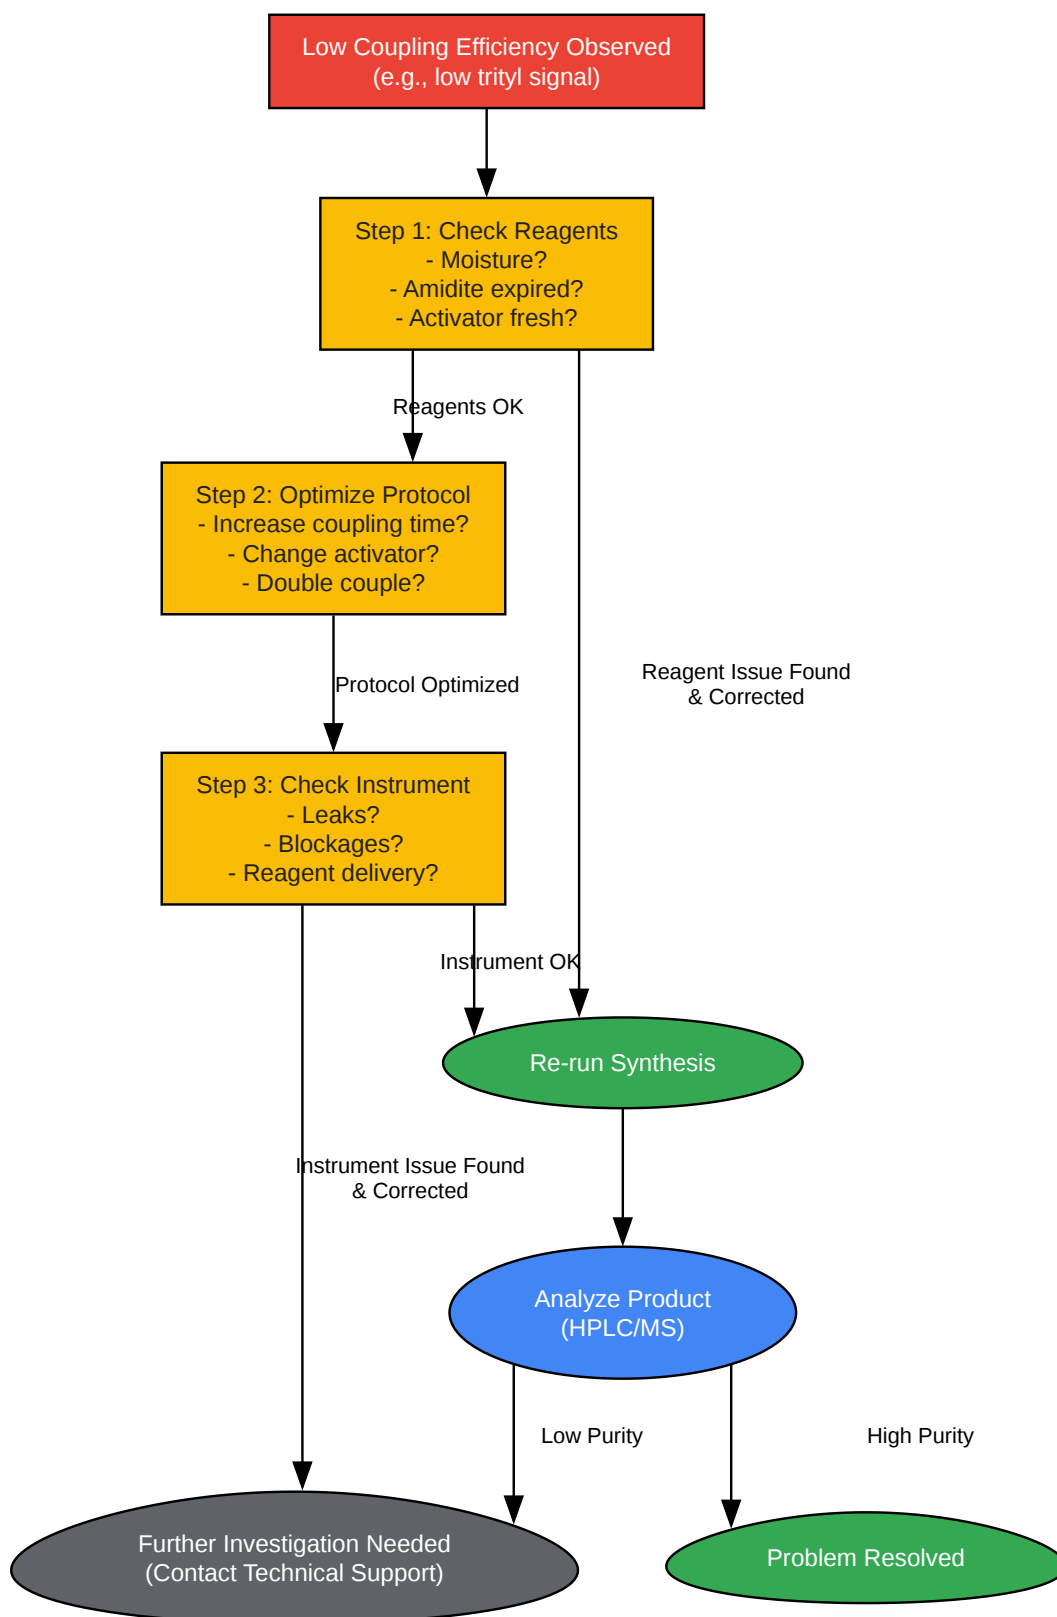 Low Coupling Efficiency Observed
(e.g., low trityl signal)
Step 1: Check Reagents
- Moisture?
- Amidite expired?
- Activator fresh?
Reagents OK
Step 2: Optimize Protocol
- Increase coupling time?
- Change activator?
- Double couple?
Reagent Issue Found
& Corrected
Protocol Optimized
Step 3: Check Instrument
- Leaks?
- Blockages?
- Reagent delivery?
Instrument OK
Re-run Synthesis
Instrument Issue Found
& Corrected
Analyze Product
(HPLC/MS)
Low Purity
High Purity
Further Investigation Needed
(Contact Technical Support)
Problem Resolved